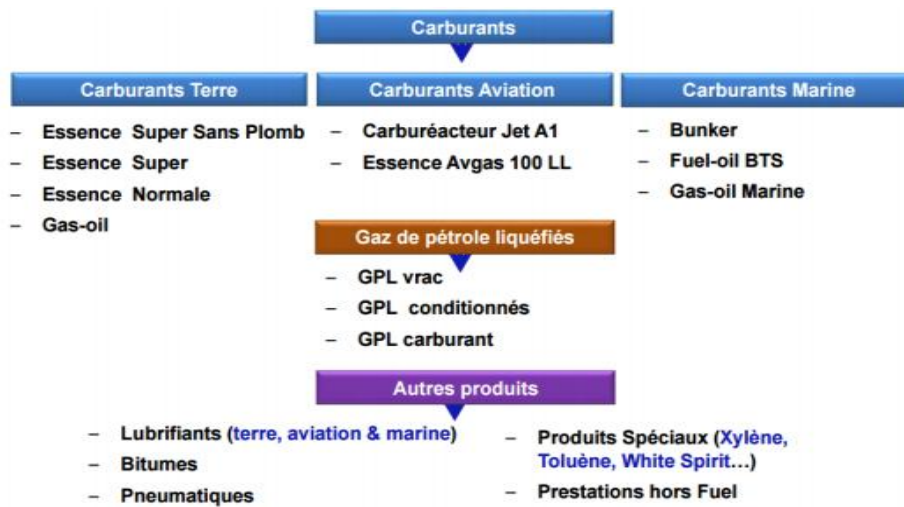 Carburants
Carburants Terre
– Essence Super Sans Plomb
– Essence Super
– Essence Normale
– Gas-oil
Carburants Aviation
– Carburéacteur Jet A1
– Essence Avgas 100 LL
Carburants Marine
– Bunker
– Fuel-oil BTS
– Gas-oil Marine
Gaz de pétrole liquéfiés
– GPL vrac
– GPL conditionnés
– GPL carburant
Autres produits
– Lubrifiants (terre, aviation & marine)
– Bitumes
– Pneumatiques
– Produits Spéciaux (Xylène,
Toluène, White Spirit…)
– Prestations hors Fuel